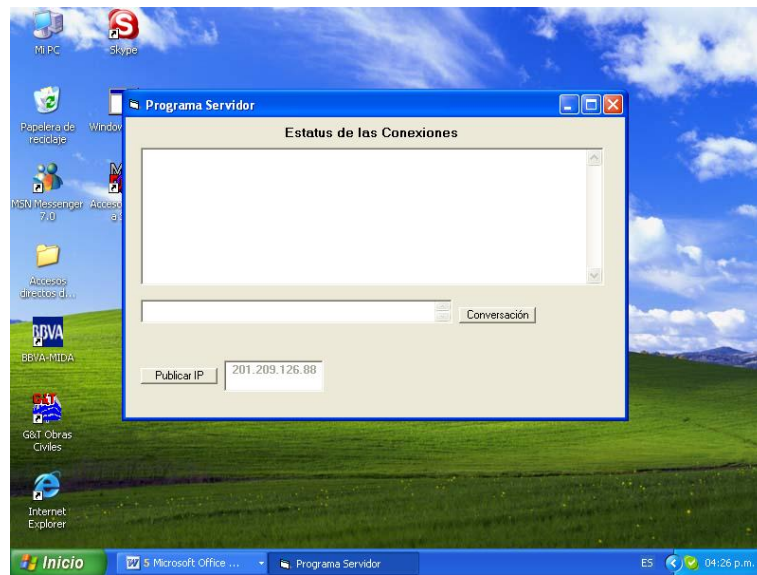 Mi PC
Skype
Papelera de
reciclaje
Window
MSN Messenger
7.0
Acceso
a S
Accesos
directos d...
BBVA
BBVA-MIDA
G&T
G&T Obras
Civiles
Internet
Explorer
Programa Servidor
Estatus de las Conexiones
Conversación
Publicar IP
201.209.126.88
Inicio
5 Microsoft Office ...
Programa Servidor
ES
04:26 p.m.